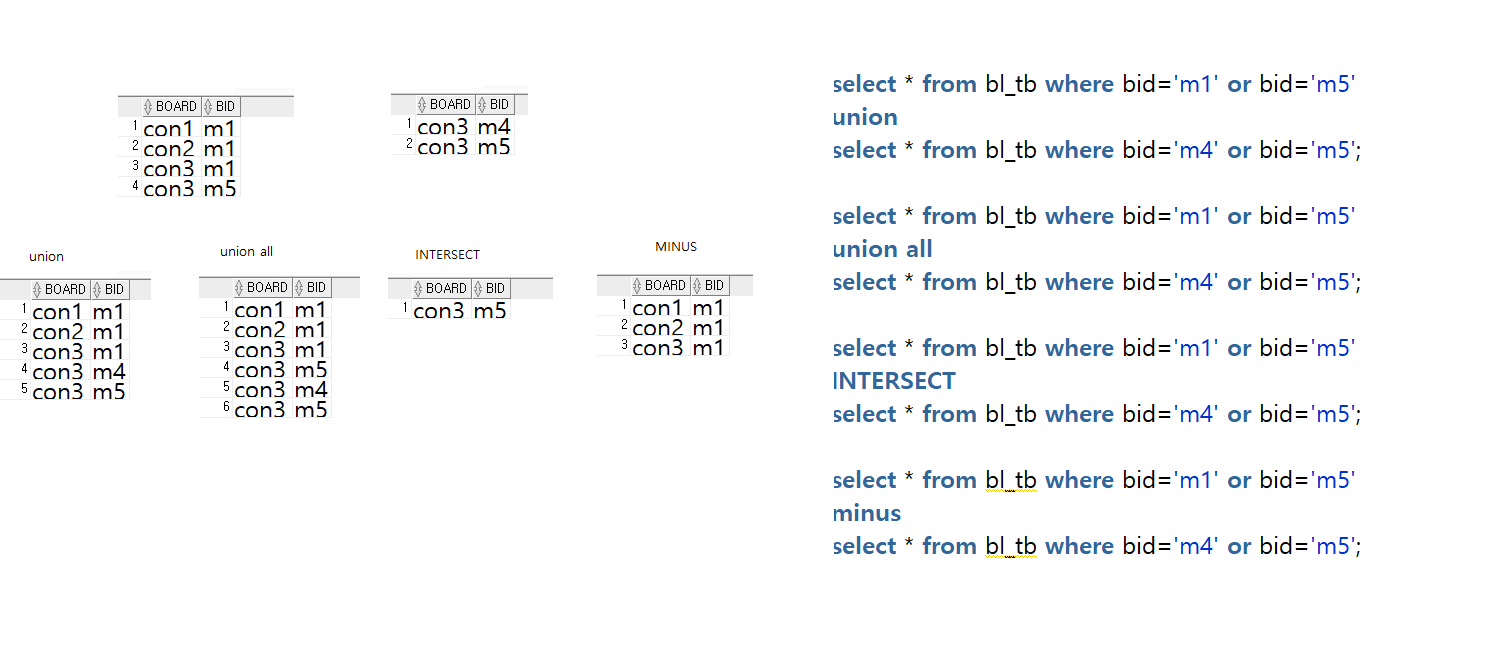 BOARD BID
1 con1 m1
2 con2 m1
3 con3 m1
4 con3 m5
BOARD BID
1 con3 m4
2 con3 m5
union
BOARD BID
1 con1 m1
2 con2 m1
3 con3 m1
4 con3 m4
5 con3 m5
union all
BOARD BID
1 con1 m1
2 con2 m1
3 con3 m1
4 con3 m5
5 con3 m4
6 con3 m5
INTERSECT
BOARD BID
1 con3 m5
MINUS
BOARD BID
1 con1 m1
2 con2 m1
3 con3 m1
select * from bl_tb where bid='m1' or bid='m5'
union
select * from bl_tb where bid='m4' or bid='m5';
select * from bl_tb where bid='m1' or bid='m5'
union all
select * from bl_tb where bid='m4' or bid='m5';
select * from bl_tb where bid='m1' or bid='m5'
INTERSECT
select * from bl_tb where bid='m4' or bid='m5';
select * from bl_tb where bid='m1' or bid='m5'
minus
select * from bl_tb where bid='m4' or bid='m5';